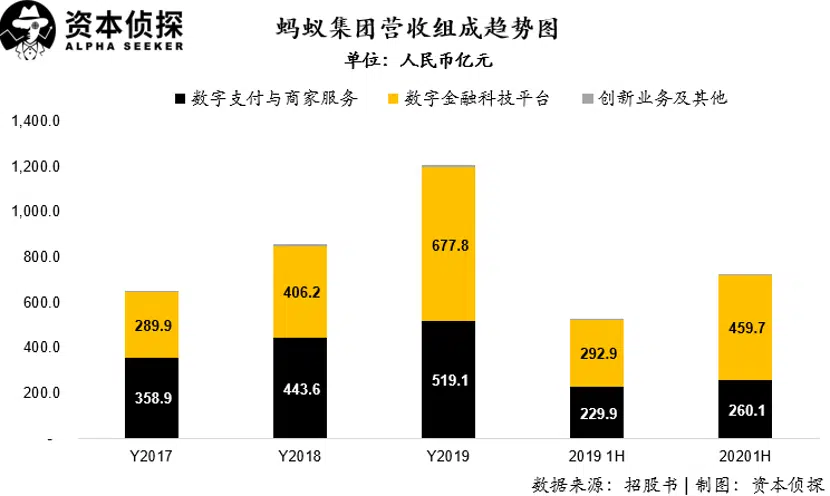 资本侦探
ALPHA SEEKER
蚂蚁集团营收组成趋势图
单位：人民币亿元
数字支付与商家服务 数字金融科技平台 创新业务及其他
1,400.0
1,200.0
1,000.0
800.0
600.0
400.0
200.0
-
677.8
406.2
459.7
289.9
292.9
519.1
443.6
358.9
229.9
260.1
Y2017 Y2018 Y2019 2019 1H 20201H
数据来源：招股书 | 制图：资本侦探